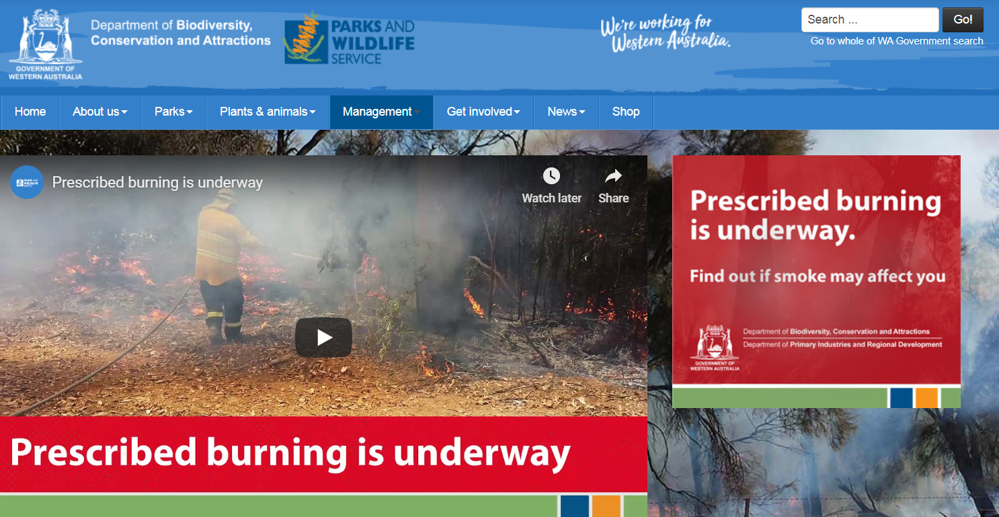 Department of Biodiversity,
Conservation and Attractions
GOVERNMENT OF
WESTERN AUSTRALIA
PARKS AND
WILDLIFE
SERVICE
We're working for
Western Australia.
Search ...
Go!
Go to whole of WA Government search
Home
About us
Parks
Plants & animals
Management
Get involved
News
Shop
PARKS AND
WILDLIFE
SERVICE
Prescribed burning is underway
Watch later
Share
Prescribed burning is underway
Prescribed burning
is underway.
Find out if smoke may affect you
Department of Biodiversity, Conservation and Attractions
Department of Primary Industries and Regional Development
GOVERNMENT OF
WESTERN AUSTRALIA